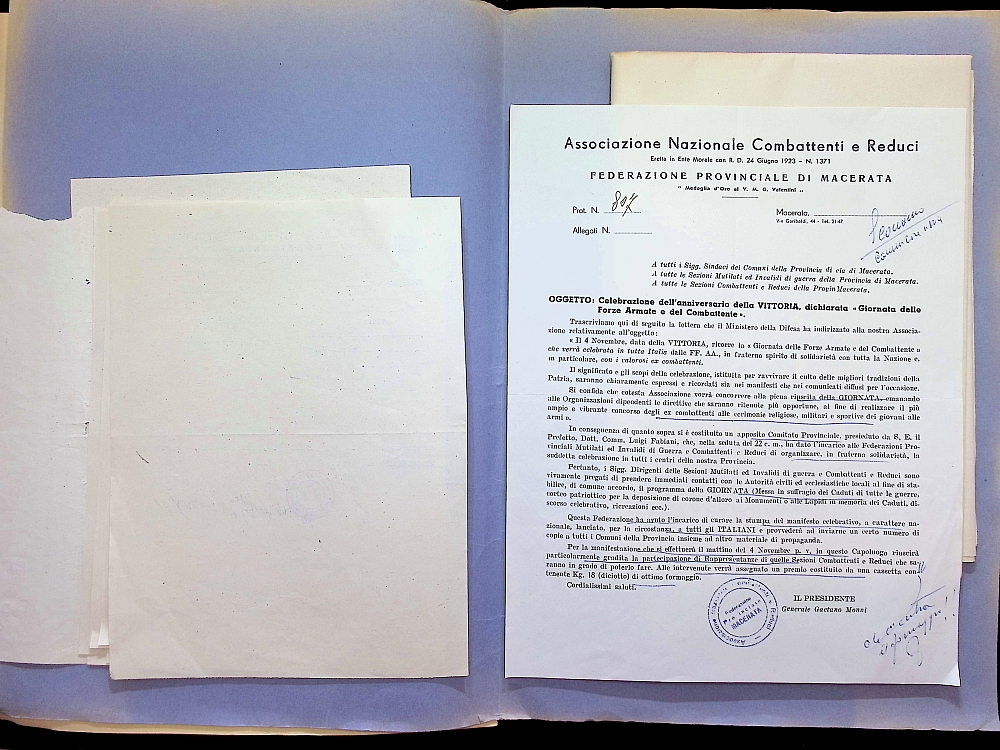 Associazione Nazionale Combattenti e Reduci
Eretta in Ente Morale con R. D. 24 Giugno 1923 - N. 1371
FEDERAZIONE PROVINCIALE DI MACERATA
" Medaglia d'Oro al V. M. G. Valentini "
Prot. N. 807
Macerata,
Via Garibaldi, 44 - Tel. 21-47
Allegati N.
A tutti i Sigg. Sindaci dei Comuni della Provincia di cia di Macerata.
A tutte le Sezioni Mutilati ed Invalidi di guerra della Provincia di Macerata.
A tutte le Sezioni Combattenti e Reduci della Provin Macerata.
OGGETTO: Celebrazione dell'anniversario della VITTORIA, dichiarata «Giornata delle
Forze Armate e del Combattente».
Trascriviamo qui di seguito la lettera che il Ministero della Difesa ha indirizzato alla nostra Associa-
zione relativamente all'oggetto:
« Il 4 Novembre, data della VITTORIA, ricorre la « Giornata delle Forze Armate e del Combattente »
che verrà celebrata in tutta Italia dalle FF. AA., in fraterno spirito di solidarietà con tutta la Nazione e,
in particolare, con i valorosi ex combattenti.
Il significato e gli scopi della celebrazione, istituita per ravvivare il culto delle migliori tradizioni della
Patria, saranno chiaramente espressi e ricordati sia nei manifesti che nei comunicati diffusi per l'occasione.
Si confida che cotesta Associazione vorrà concorrere alla piena riuscita della GIORNATA, emanando
alle Organizzazioni dipendenti le direttive che saranno ritenute più opportune, al fine di realizzare il più
ampio e vibrante concorso degli ex combattenti alle cerimonie religiose, militari e sportive dei giovani alle
armi ».
In conseguenza di quanto sopra si è costituito un apposito Comitato Provinciale, presieduto da S. E. il
Prefetto, Dott. Comm. Luigi Fabiani, che, nella seduta del 22 c. m., ha dato l'incarico alle Federazioni Pro-
vinciali Mutilati ed Invalidi di Guerra e Combattenti e Reduci di organizzare, in fraterna solidarietà, la
suddetta celebrazione in tutti i centri della nostra Provincia.
Pertanto, i Sigg. Dirigenti delle Sezioni Mutilati ed Invalidi di guerra e Combattenti e Reduci sono
vivamente pregati di prendere immediati contatti con le Autorità civili ed ecclesiastiche locali al fine di sta-
bilire, di comune accordo, il programma della GIORNATA (Messa in suffragio dei Caduti di tutte le guerre,
corteo patriottico per la deposizione di corone d'alloro ai Monumenti o alle Lapidi in memoria dei Caduti, di-
scorso celebrativo, ricreazioni ecc.).
Questa Federazione ha avuto l'incarico di curare la stampa del manifesto celebrativo, a carattere na-
zionale, lanciato, per la circostanza, a tutti gli ITALIANI e provvederà ad inviarne un certo numero di
copie a tutti i Comuni della Provincia insieme ad altro materiale di propaganda.
Per la manifestazione che si effettuerà il mattino del 4 Novembre p. v. in questo Capoluogo riuscirà
particolarmente gradita la partecipazione di Rappresentanze di quelle Sezioni Combattenti e Reduci che sa-
ranno in grado di poterlo fare. Alle intervenute verrà assegnato un premio costituito da una cassetta con-
tenente Kg. 18 (diciotto) di ottimo formaggio.
Cordialissimi saluti.
IL PRESIDENTE
Generale Gaetano Monni
Federazione
Provinciale
MACERATA